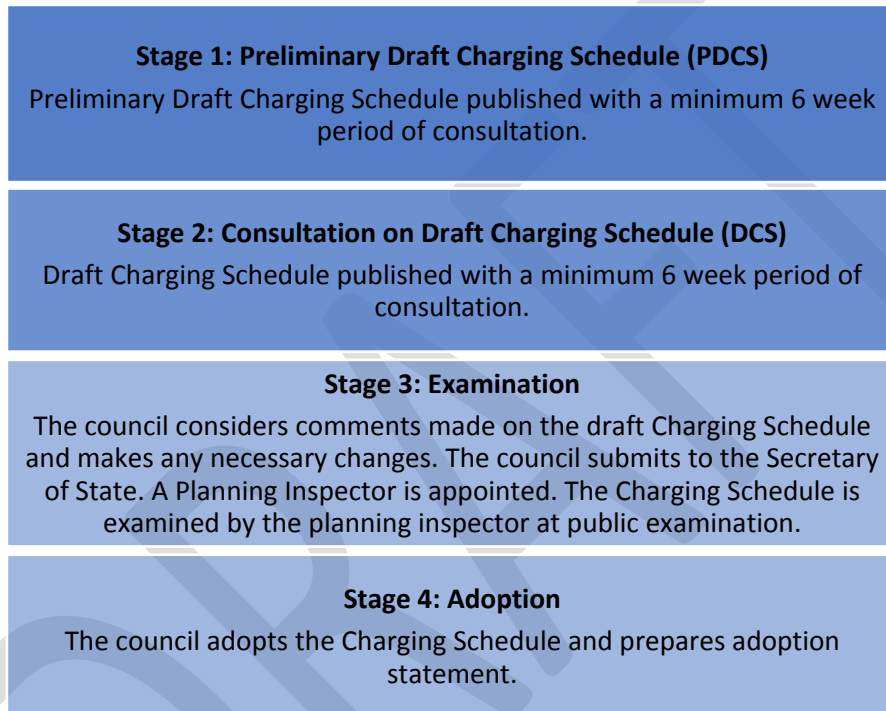 Stage 1: Preliminary Draft Charging Schedule (PDCS)
Preliminary Draft Charging Schedule published with a minimum 6 week
period of consultation.
Stage 2: Consultation on Draft Charging Schedule (DCS)
Draft Charging Schedule published with a minimum 6 week period of
consultation.
Stage 3: Examination
The council considers comments made on the draft Charging Schedule
and makes any necessary changes. The council submits to the Secretary
of State. A Planning Inspector is appointed. The Charging Schedule is
examined by the planning inspector at public examination.
Stage 4: Adoption
The council adopts the Charging Schedule and prepares adoption
statement.
DRAFT